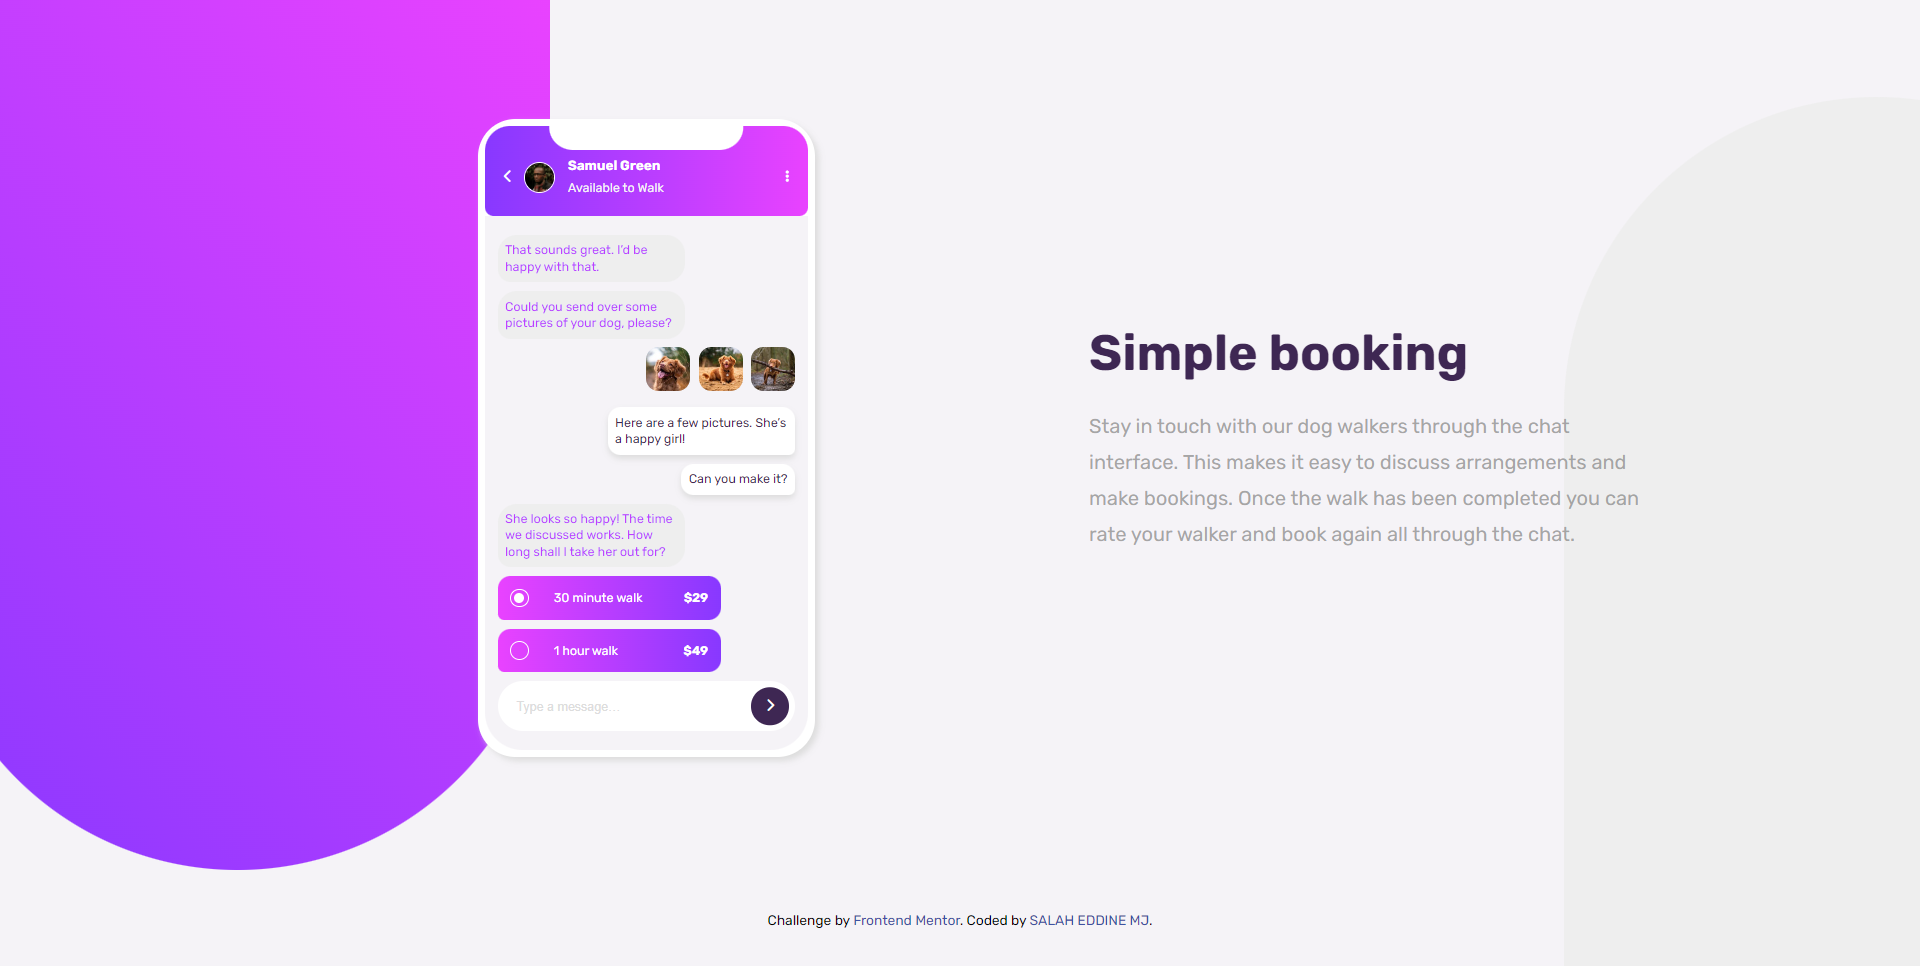 Samuel Green
Available to Walk
That sounds great. I’d be
happy with that.
Could you send over some
pictures of your dog, please?
Here are a few pictures. She’s
a happy girl!
Can you make it?
She looks so happy! The time
we discussed works. How
long shall I take her out for?
30 minute walk $29
1 hour walk $49
Type a message…
Simple booking
Stay in touch with our dog walkers through the chat
interface. This makes it easy to discuss arrangements and
make bookings. Once the walk has been completed you can
rate your walker and book again all through the chat.
Challenge by Frontend Mentor. Coded by SALAH EDDINE MJ.